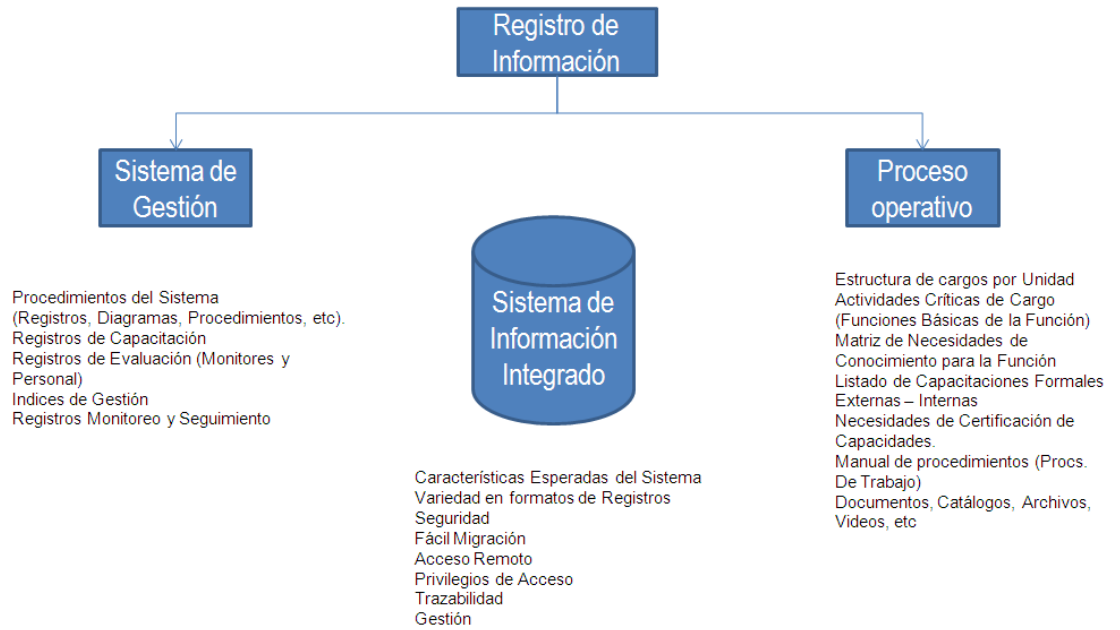 Registro de
Información
Sistema de
Gestión
Proceso
operativo
Procedimientos del Sistema
(Registros, Diagramas, Procedimientos, etc).
Registros de Capacitación
Registros de Evaluación (Monitores y
Personal)
Indices de Gestión
Registros Monitoreo y Seguimiento
Sistema de
Información
Integrado
Características Esperadas del Sistema
Variedad en formatos de Registros
Seguridad
Fácil Migración
Acceso Remoto
Privilegios de Acceso
Trazabilidad
Gestión
Estructura de cargos por Unidad
Actividades Críticas de Cargo
(Funciones Básicas de la Función)
Matriz de Necesidades de
Conocimiento para la Función
Listado de Capacitaciones Formales
Externas – Internas
Necesidades de Certificación de
Capacidades.
Manual de procedimientos (Procs.
De Trabajo)
Documentos, Catálogos, Archivos,
Videos, etc